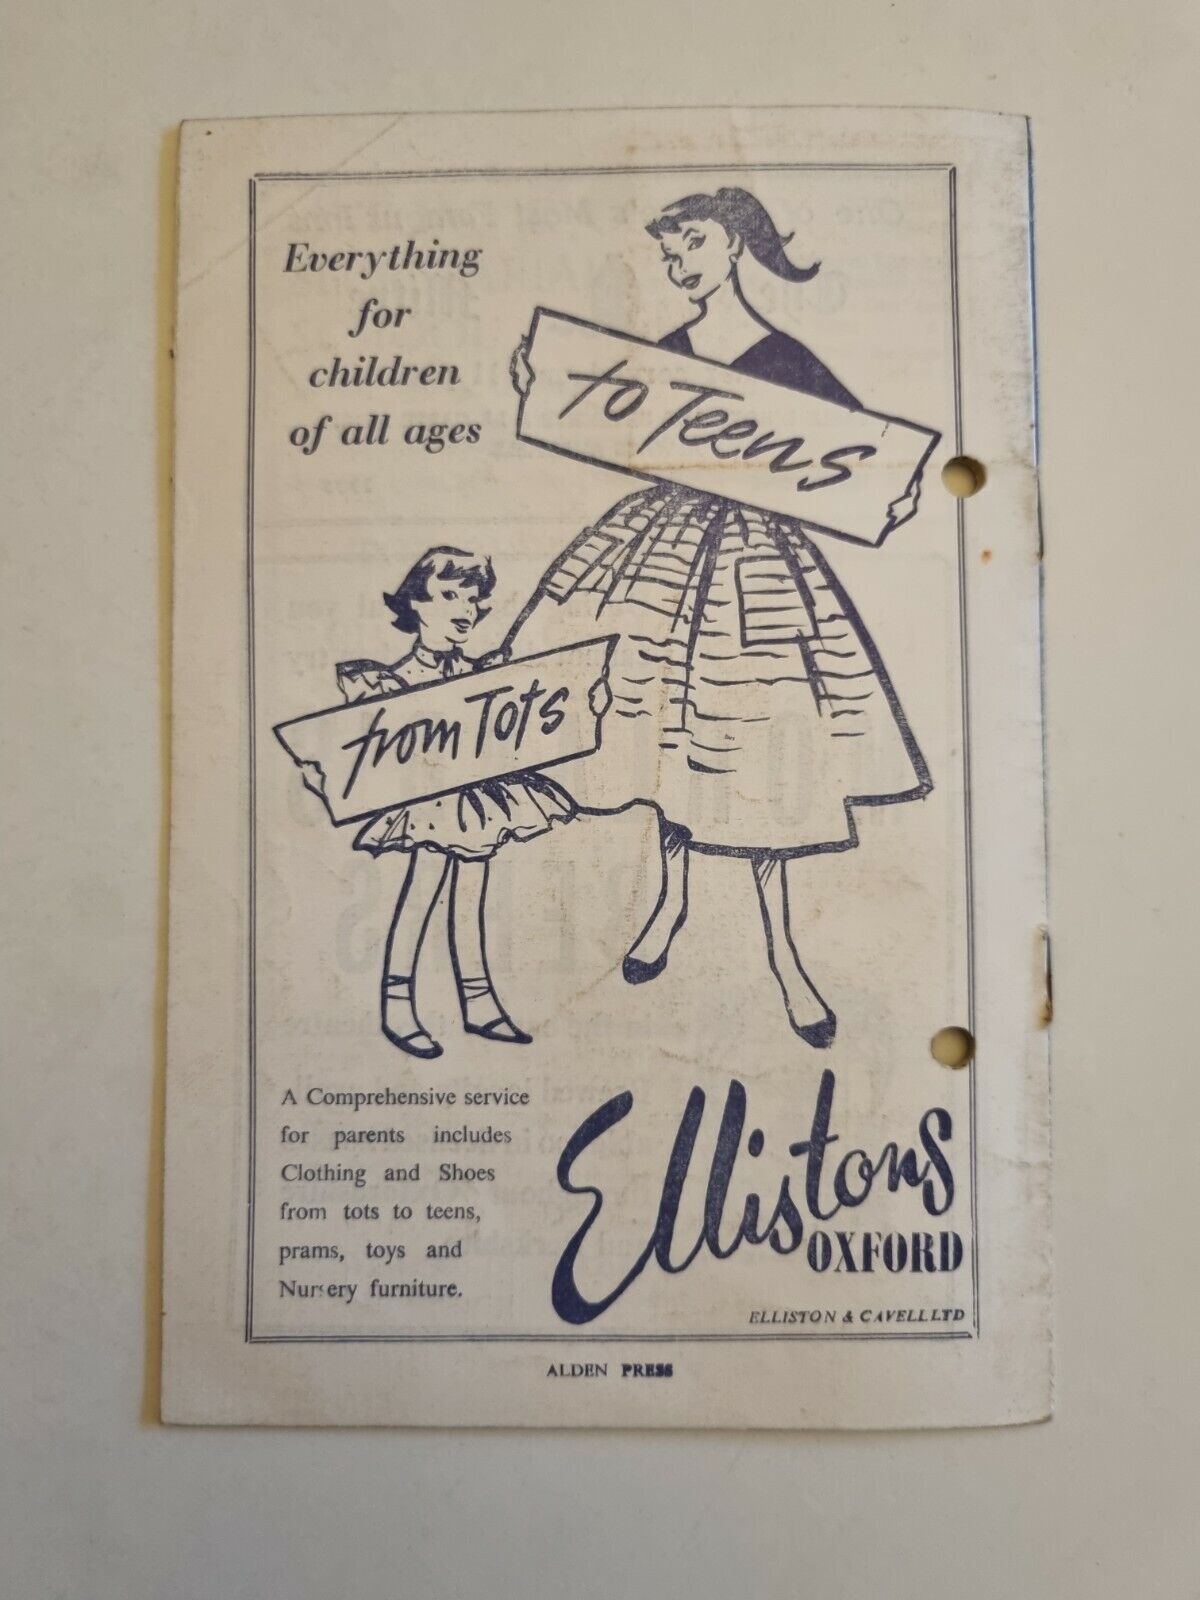 Everything
for
children
of all ages
to Teens
from Tots
A Comprehensive service
for parents includes
Clothing and Shoes
from tots to teens,
prams, toys and
Nursery furniture.
Ellistons
OXFORD
ELLISTON & CAVELL LTD
ALDEN PRESS